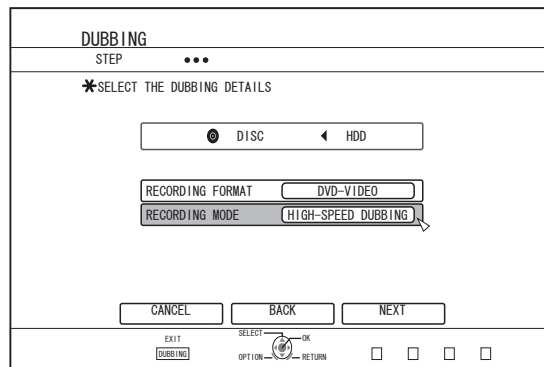 DUBBING
STEP
✱SELECT THE DUBBING DETAILS
DISC HDD
RECORDING FORMAT DVD-VIDEO
RECORDING MODE HIGH-SPEED DUBBING
CANCEL BACK NEXT
EXIT SELECT OK
DUBBING OPTION RETURN